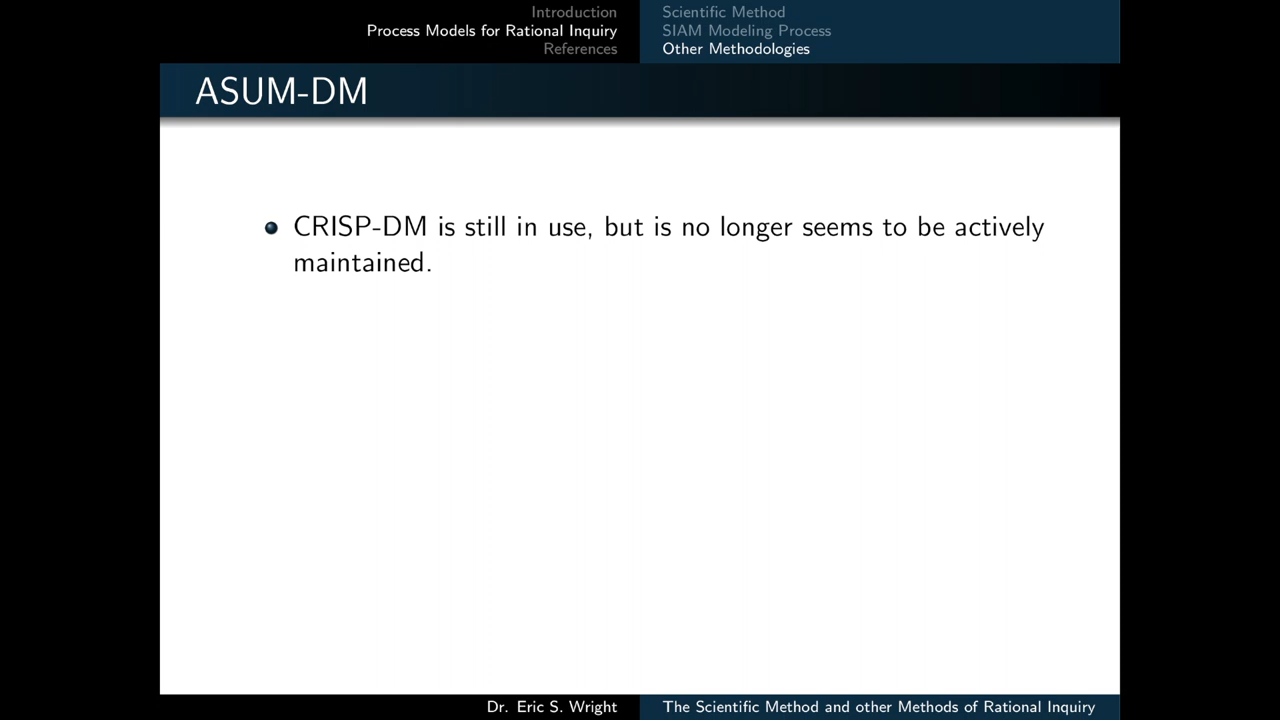 Introduction
Process Models for Rational Inquiry
References
Scientific Method
SIAM Modeling Process
Other Methodologies
ASUM-DM
CRISP-DM is still in use, but is no longer seems to be actively
maintained.
Dr. Eric S. Wright
The Scientific Method and other Methods of Rational Inquiry